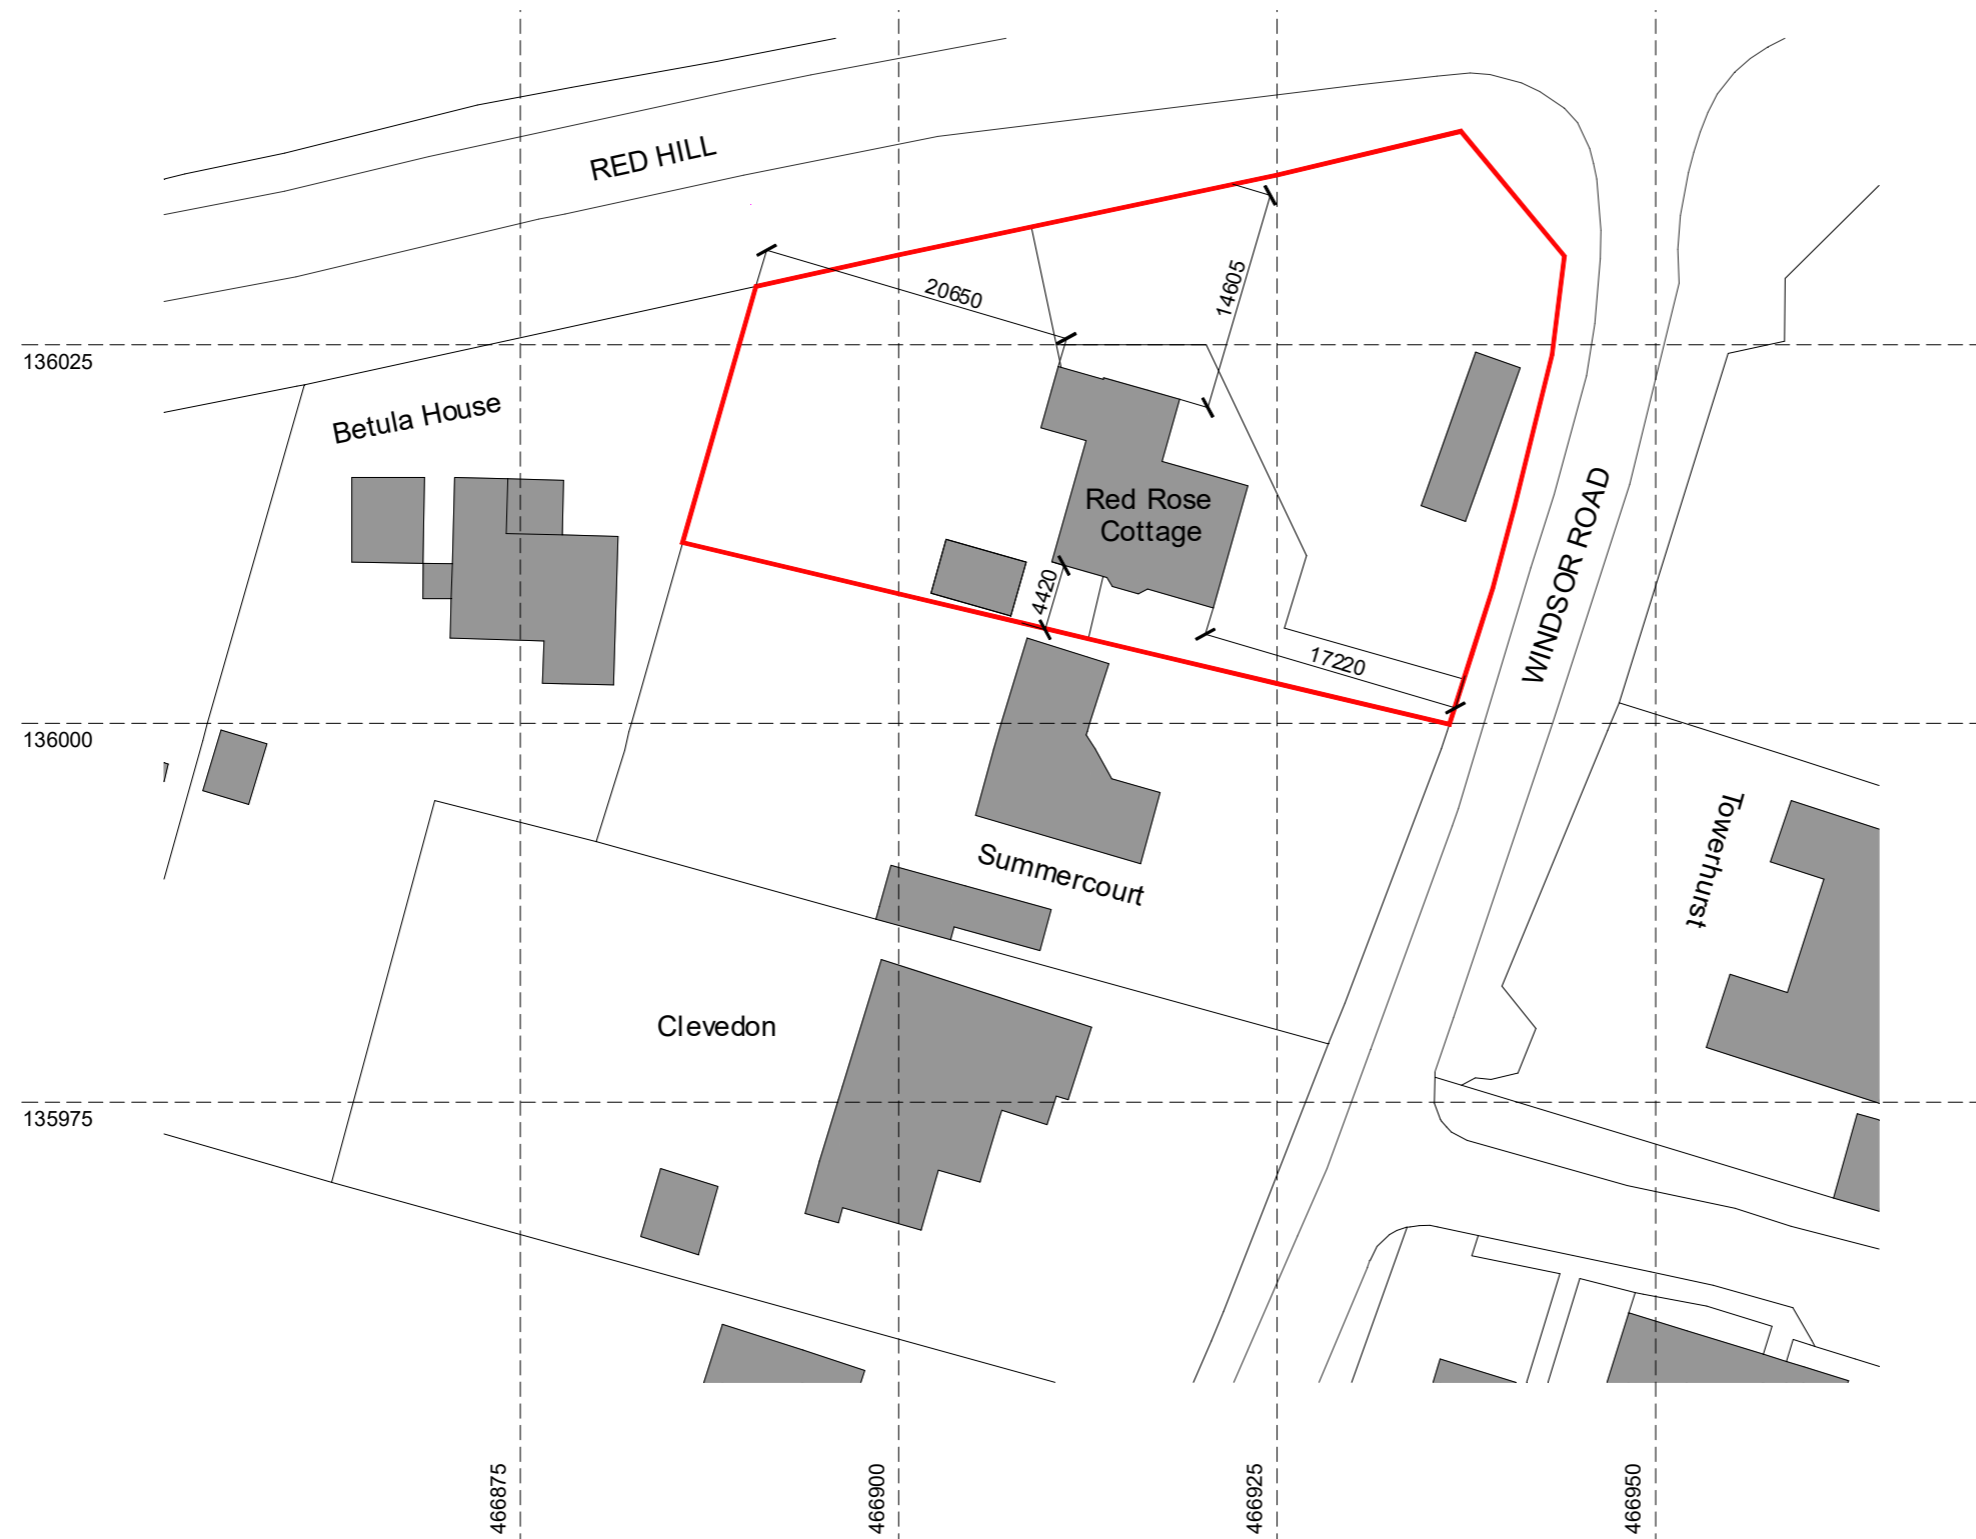 RED HILL
20650
14605
136025
Betula House
Red Rose
Cottage
4420
17220
WINDSOR ROAD
136000
Summercourt
Towerhurst
Clevedon
135975
466875
466900
466925
466950